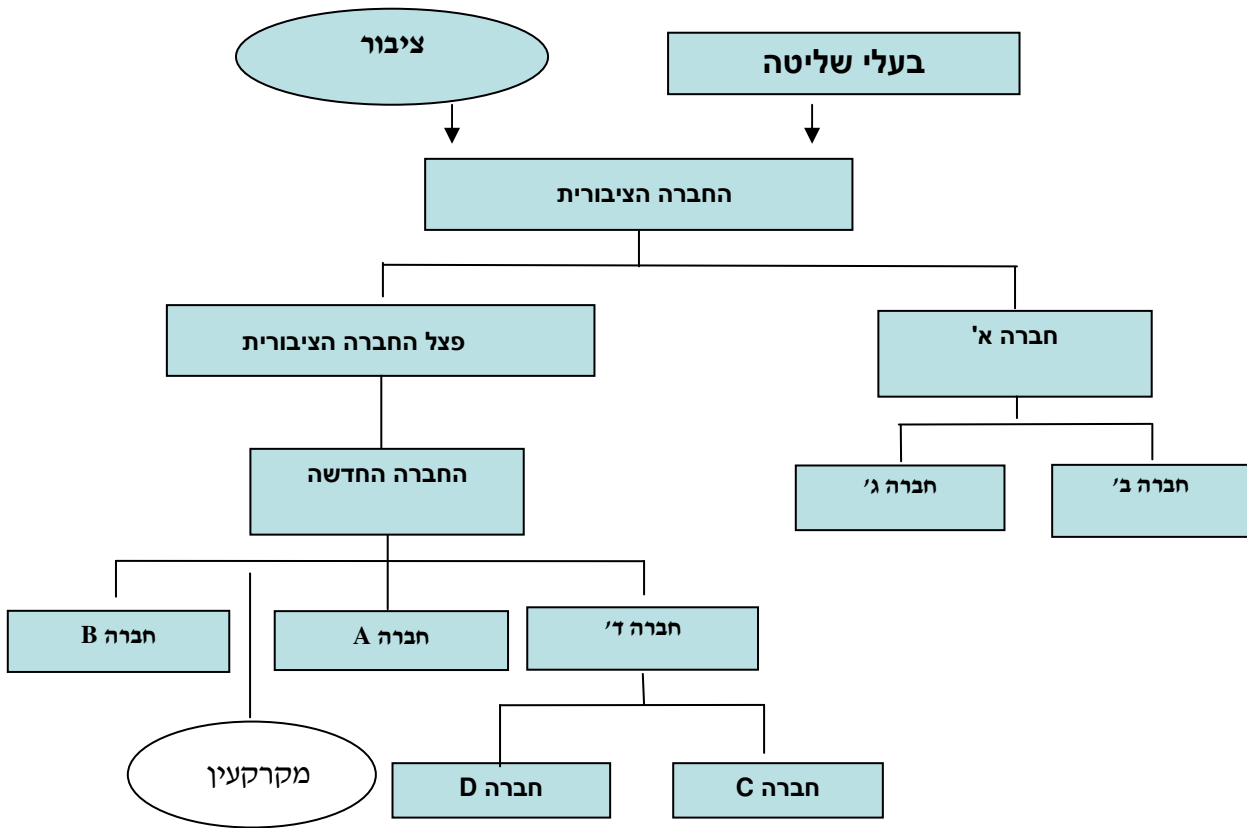 בעלי שליטה
ציבור
החברה הציבורית
חברה א'
פצל החברה הציבורית
חברה ב'
חברה ג'
החברה החדשה
חברה ד'
חברה A
חברה B
מקרקעין
חברה C
חברה D